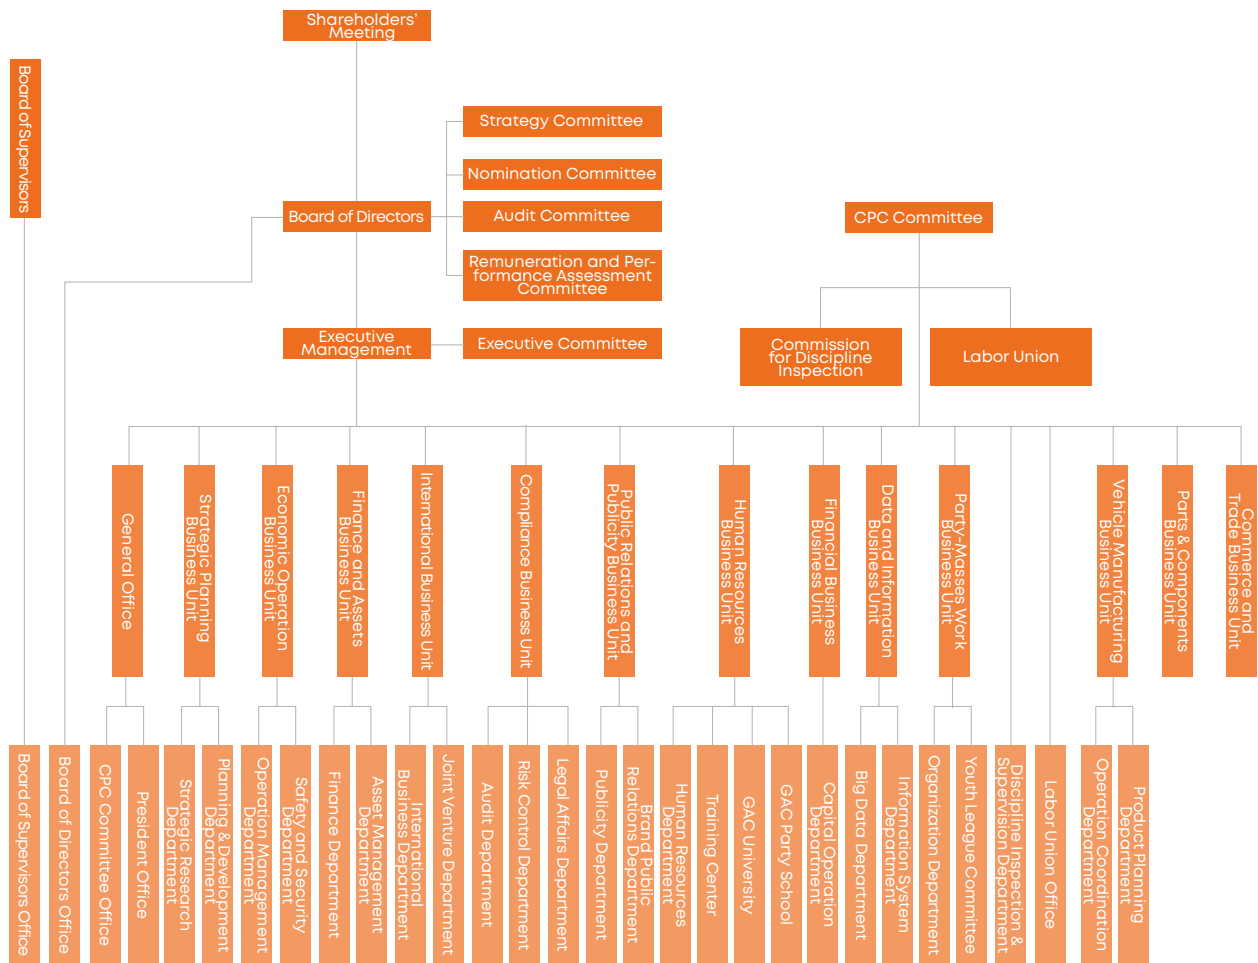 Shareholders'
Meeting
Board of Supervisors
Strategy Committee
Nomination Committee
Board of Directors
Audit Committee
CPC Committee
Remuneration and Per-
formance Assessment
Committee
Executive
Management
Executive Committee
Commission
for Discipline
Inspection
Labor Union
General Office
Strategic Planning
Business Unit
Economic Operation
Business Unit
Finance and Assets
Business Unit
International Business Unit
Compliance Business Unit
Public Relations and
Publicity Business Unit
Human Resources
Business Unit
Financial Business
Business Unit
Data and Information
Business Unit
Party-Masses Work
Business Unit
Vehicle Manufacturing
Business Unit
Parts & Components
Business Unit
Commerce and
Trade Business Unit
Board of Supervisors Office
Board of Directors Office
CPC Committee Office
President Office
Strategic Research
Department
Planning & Development
Department
Operation Management
Department
Safety and Security
Department
Finance Department
Asset Management
Department
International
Business Department
Joint Venture Department
Audit Department
Risk Control Department
Legal Affairs Department
Publicity Department
Brand Public
Relations Department
Human Resources
Department
Training Center
GAC University
GAC Party School
Capital Operation
Department
Big Data Department
Information System
Department
Organization Department
Youth League Committee
Discipline Inspection &
Supervision Department
Labor Union Office
Operation Coordination
Department
Product Planning
Department